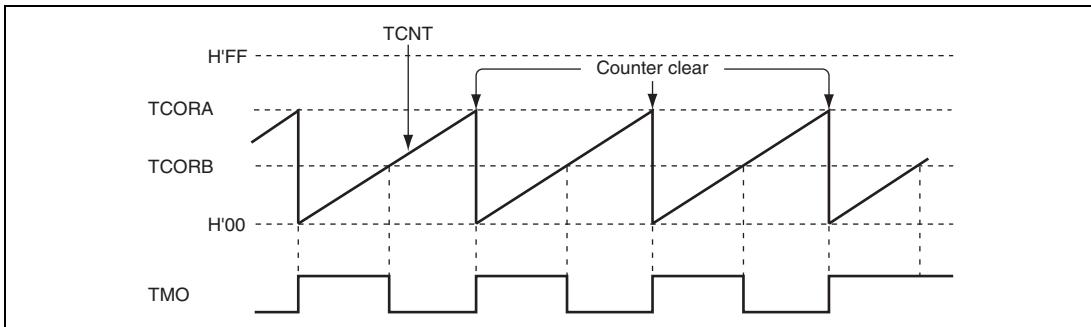 TCNT
H'FF
Counter clear
TCORA
TCORB
H'00
TMO